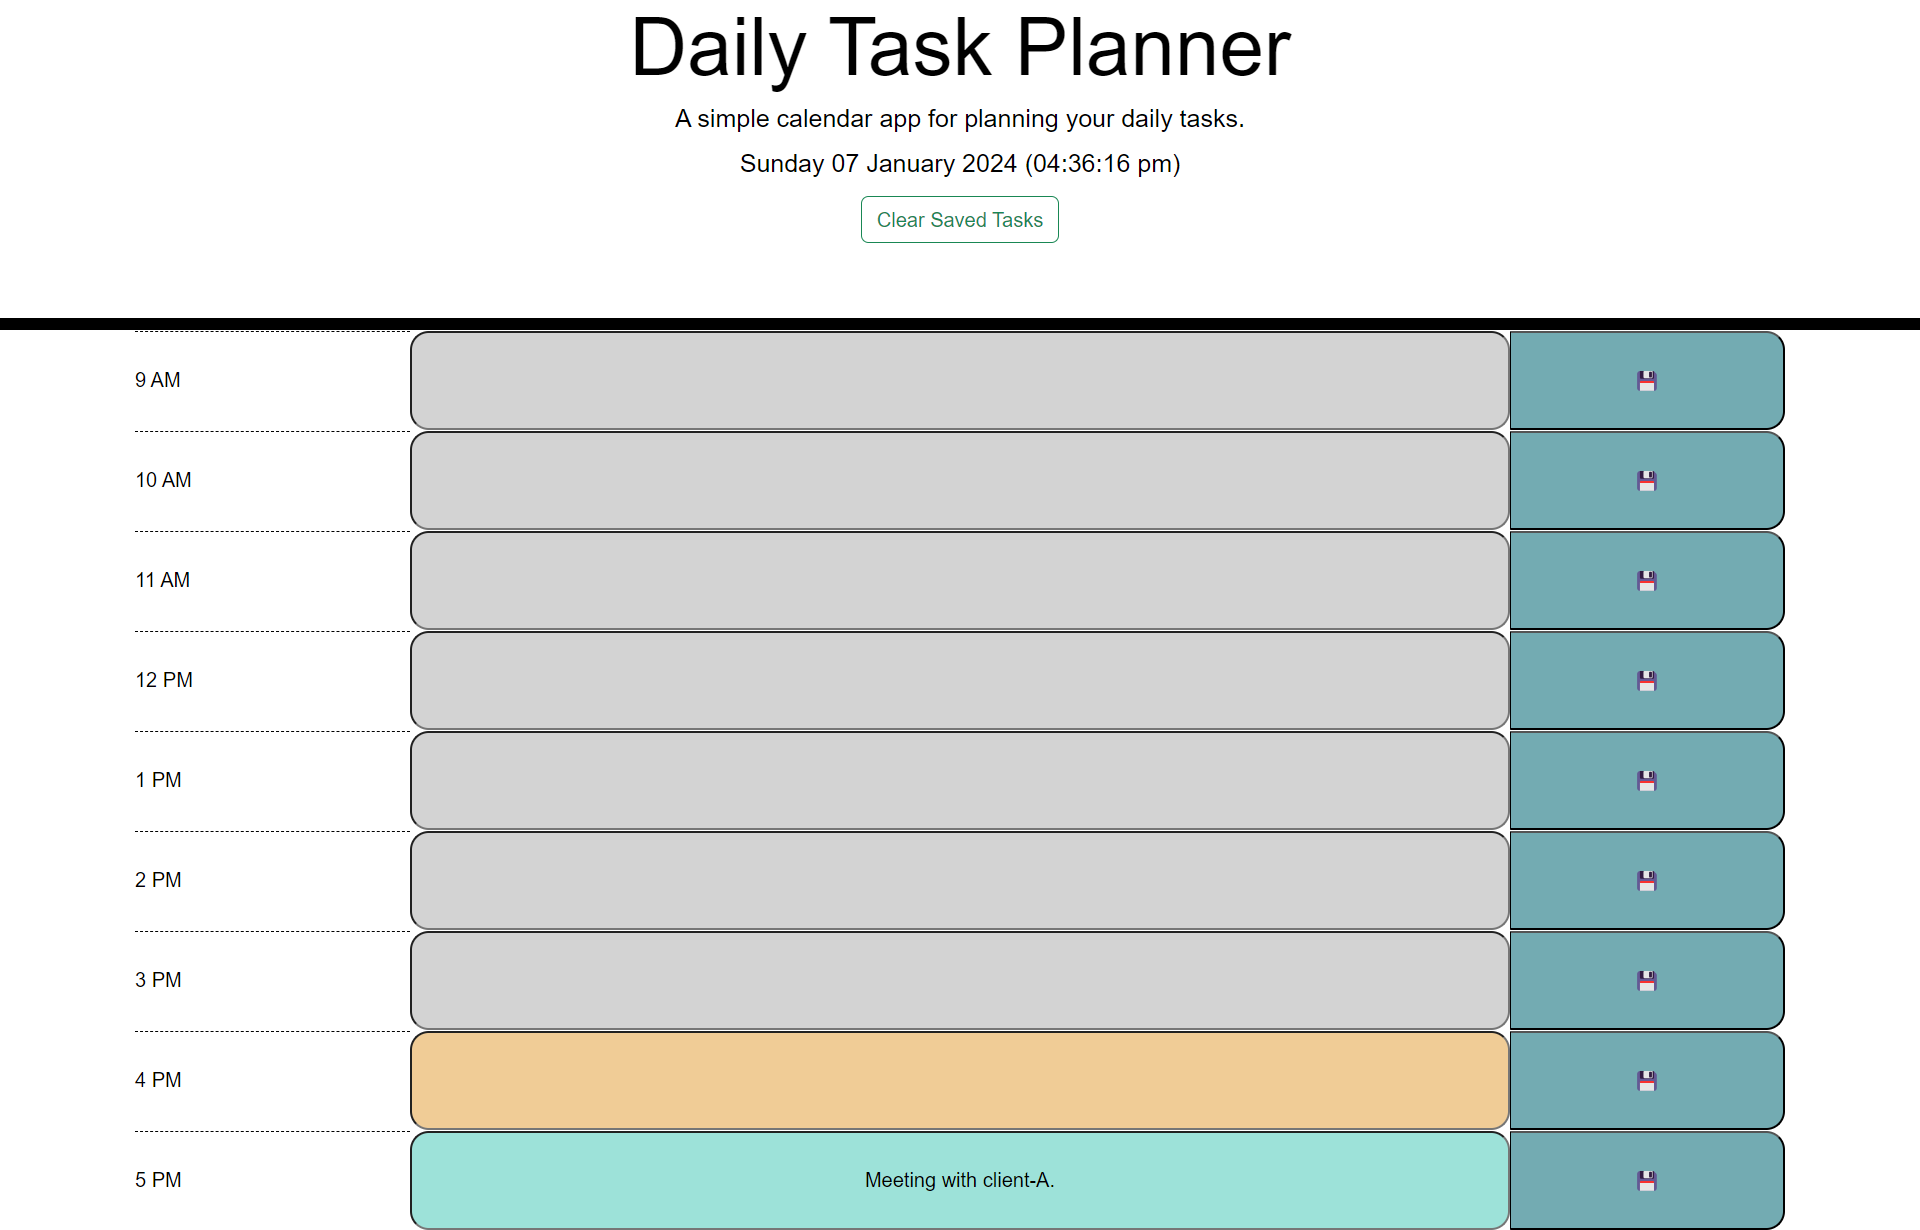 Daily Task Planner
A simple calendar app for planning your daily tasks.
Sunday 07 January 2024 (04:36:16 pm)
Clear Saved Tasks
9 AM
10 AM
11 AM
12 PM
1 PM
2 PM
3 PM
4 PM
5 PM
Meeting with client-A.